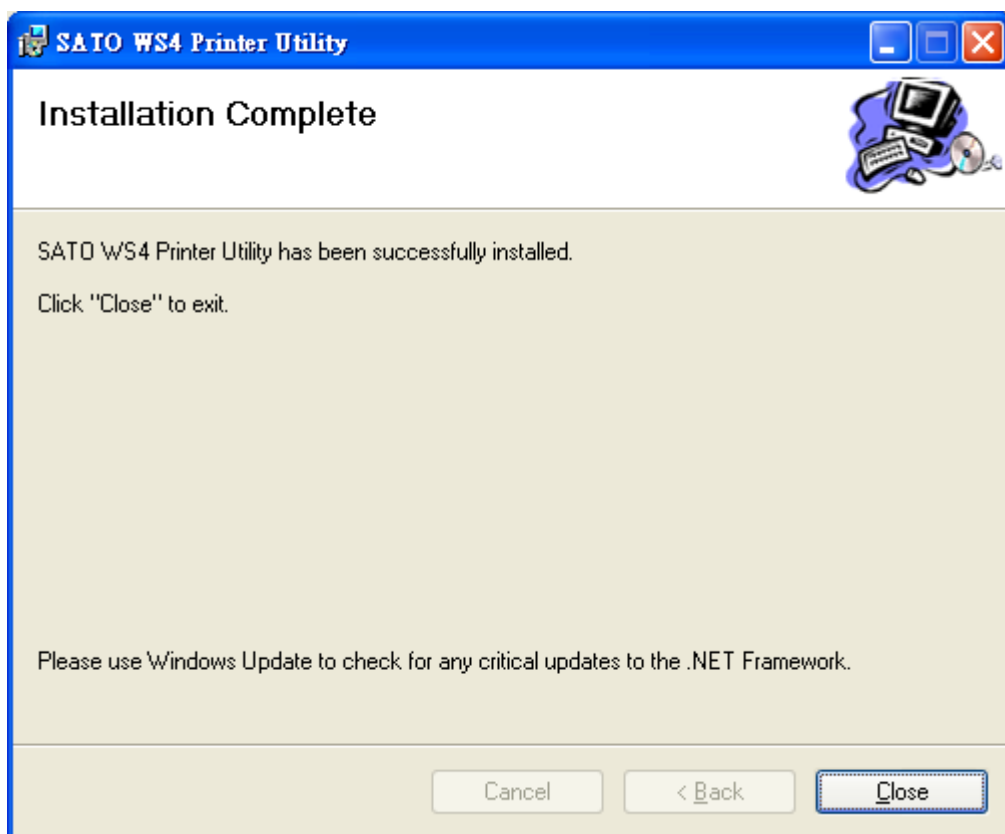 SATO WS4 Printer Utility
Installation Complete
SATO WS4 Printer Utility has been successfully installed.
Click "Close" to exit.
Please use Windows Update to check for any critical updates to the .NET Framework.
Cancel
< Back
Close